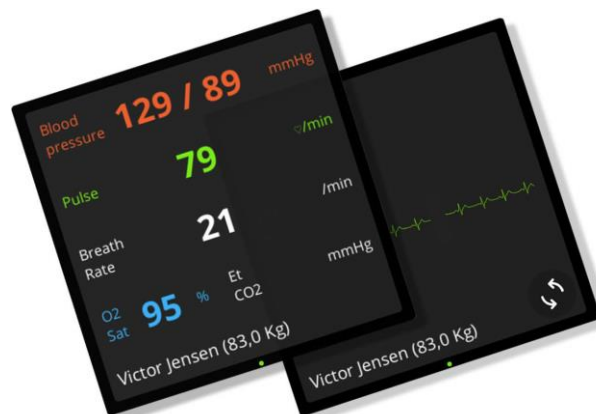 Blood pressure 129 / 89 mmHg
Pulse 79 ♡/min
Breath Rate 21 /min
O2 Sat 95 % Et CO2 mmHg
Victor Jensen (83,0 Kg)
Victor Jensen (83,0 Kg)